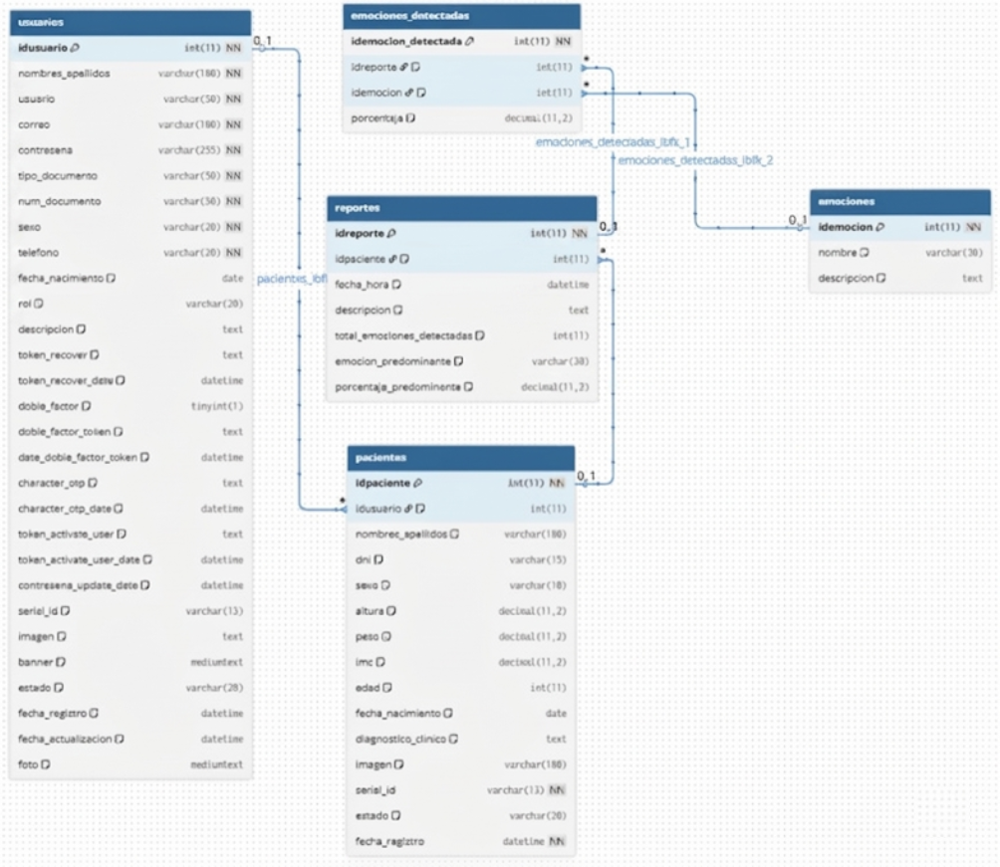 usuarios
idusuario int(11) NN
nombres_apellidos varchar(180) NN
usuario varchar(50) NN
correo varchar(180) NN
contrasena varchar(255) NN
tipo_documento varchar(50) NN
num_documento varchar(50) NN
sexo varchar(20) NN
telefono varchar(20) NN
fecha_nacimiento date
rol varchar(20)
descripcion text
token_recover text
token_recover_date datetime
doble_factor tinyint(1)
doble_factor_token text
date_doble_factor_token datetime
character_otp text
character_otp_date datetime
token_activate_user text
token_activate_user_date datetime
contrasena_update_date datetime
serial_id varchar(13)
imagen text
banner mediumtext
estado varchar(20)
fecha_registro datetime
fecha_actualizacion datetime
foto mediumtext
0,1
emociones_detectadas
idemocion_detectada int(11) NN
idreporte int(11)
idemocion int(11)
porcentaje decimal(11,2)
*
*
emociones_detectadas_ibfk_1
emociones_detectadas_ibfk_2
reportes
idreporte int(11) NN
idpaciente int(11)
fecha_hora datetime
descripcion text
total_emociones_detectadas int(11)
emocion_predominante varchar(30)
porcentaje_predominante decimal(11,2)
0,1
*
pacientes_ibf
emociones
idemocion int(11) NN
nombre varchar(30)
descripcion text
0,1
pacientes
idpaciente int(11) NN
idusuario int(11)
nombres_apellidos varchar(180)
dni varchar(15)
sexo varchar(10)
altura decimal(11,2)
peso decimal(11,2)
imc decimal(11,2)
edad int(11)
fecha_nacimiento date
diagnostico_clinico text
imagen varchar(180)
serial_id varchar(13) NN
estado varchar(20)
fecha_registro datetime NN
0,1
*